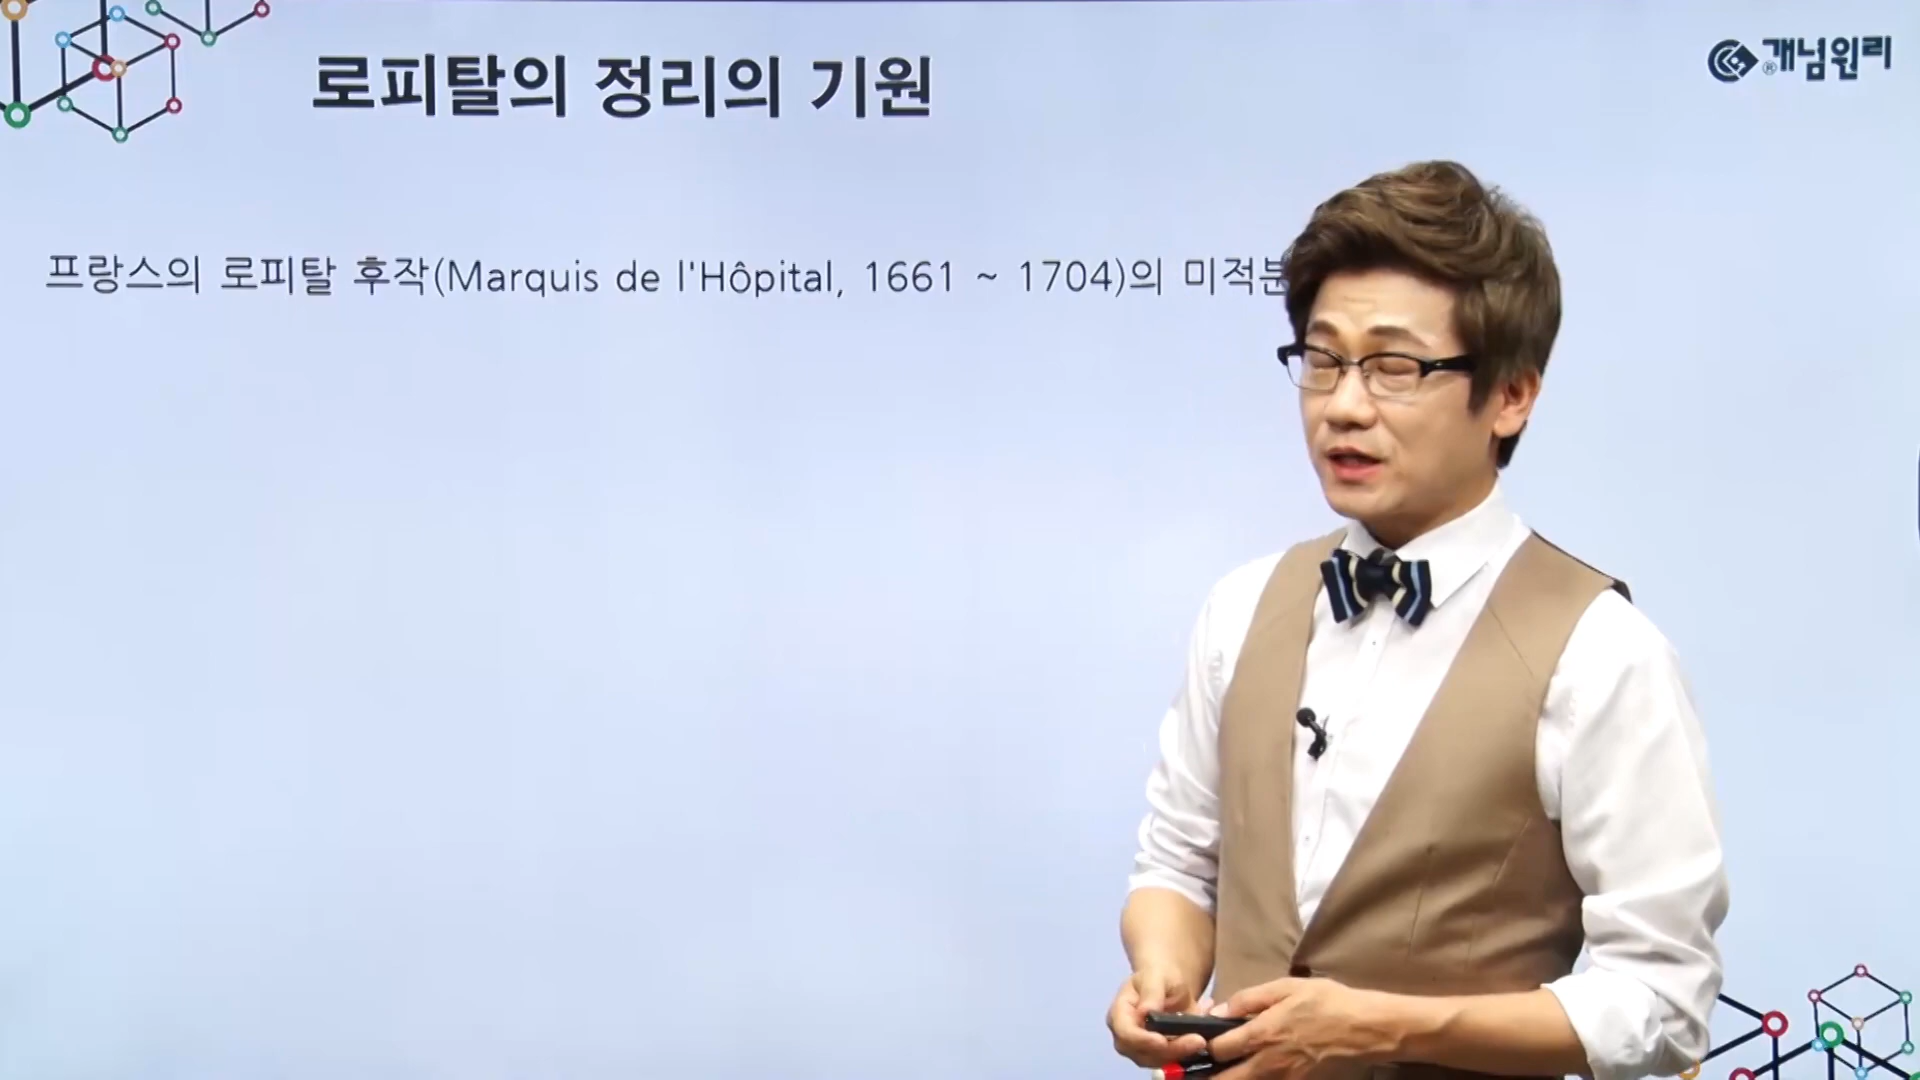 로피탈의 정리의 기원
개념원리
프랑스의 로피탈 후작(Marquis de l'Hôpital, 1661 ~ 1704)의 미적분